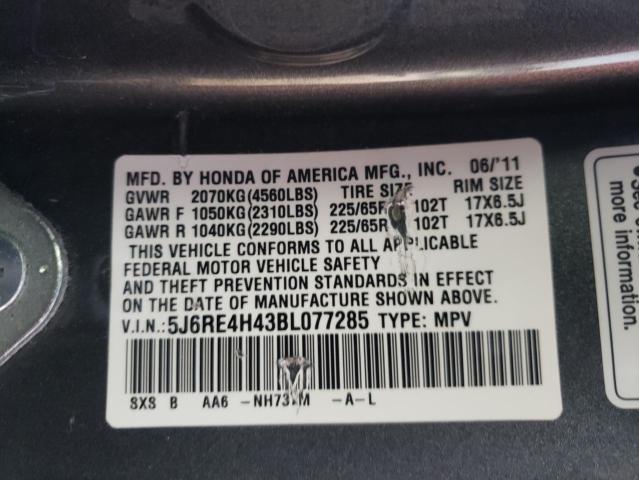 MFD. BY HONDA OF AMERICA MFG., INC. 06/'11
GVWR 2070KG(4560LBS) TIRE SIZE RIM SIZE
GAWR F 1050KG(2310LBS) 225/65R 102T 17X6.5J
GAWR R 1040KG(2290LBS) 225/65R 102T 17X6.5J
THIS VEHICLE CONFORMS TO ALL APPLICABLE
FEDERAL MOTOR VEHICLE SAFETY
AND THEFT PREVENTION STANDARDS IN EFFECT
ON THE DATE OF MANUFACTURE SHOWN ABOVE.
V.I.N.:5J6RE4H43BL077285 TYPE: MPV
SXS B AA6 -A-L